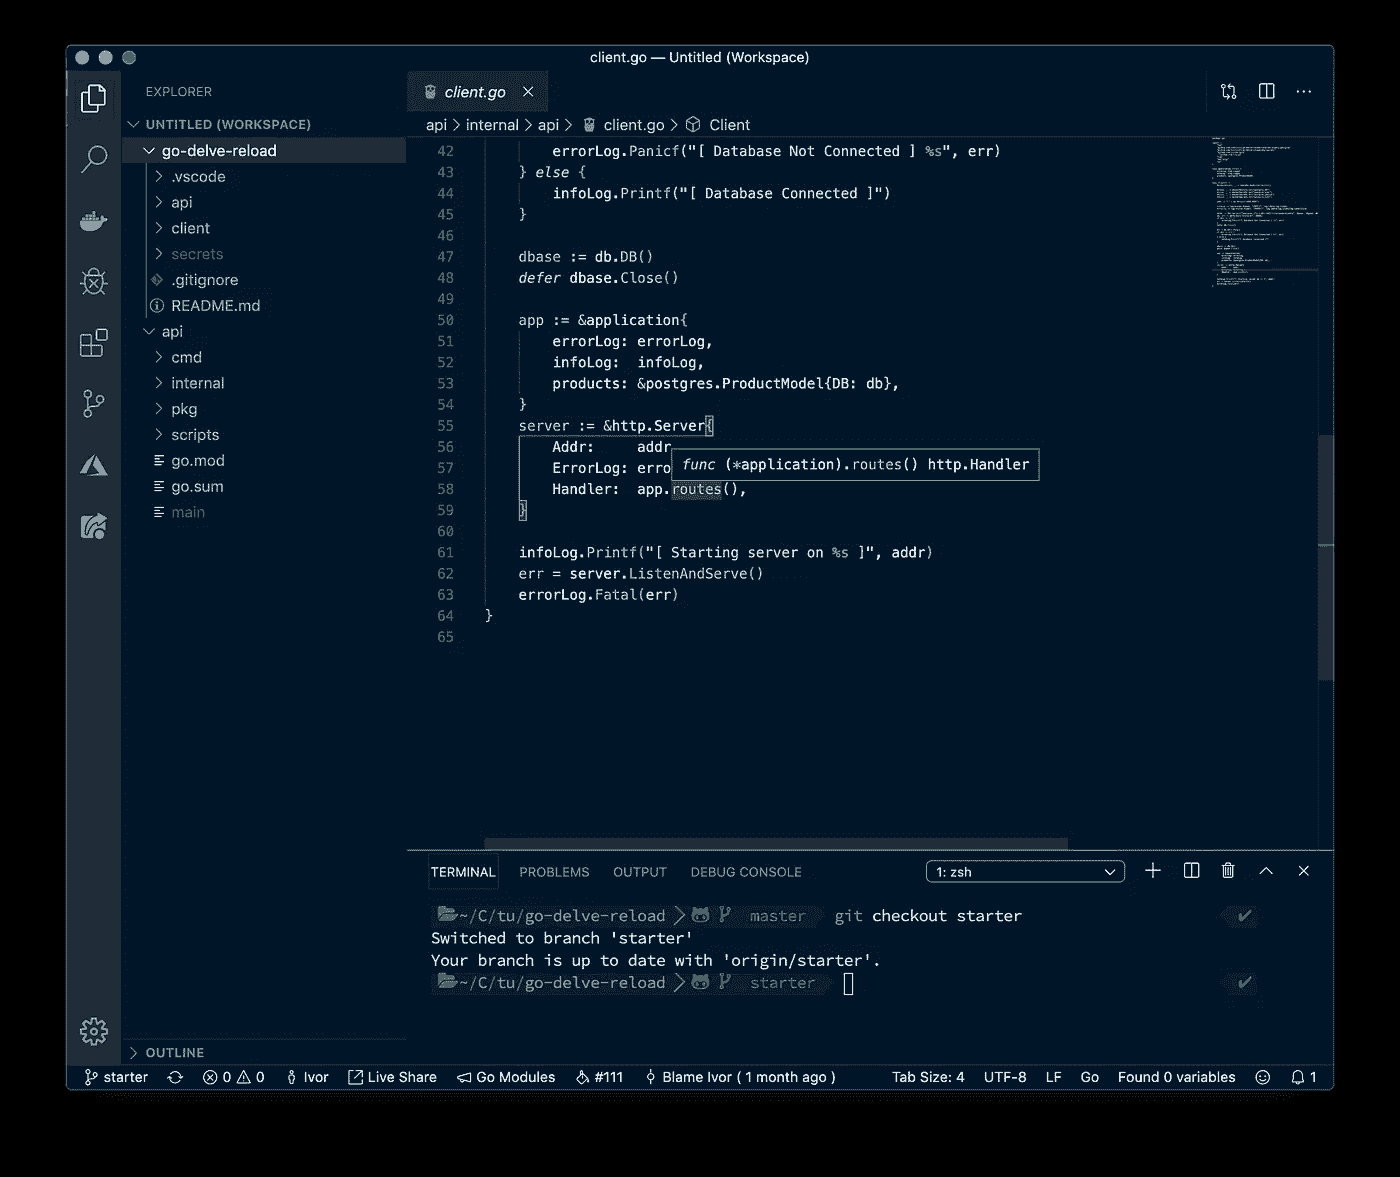 client.go — Untitled (Workspace)
EXPLORER
UNTITLED (WORKSPACE)
go-delve-reload
.vscode
api
client
secrets
.gitignore
README.md
api
cmd
internal
pkg
scripts
go.mod
go.sum
main
OUTLINE
client.go
api > internal > api > client.go > Client
42 errorLog.Panicf("[ Database Not Connected ] %s", err)
43 } else {
44 infoLog.Printf("[ Database Connected ]")
45 }
46
47 dbase := db.DB()
48 defer dbase.Close()
49
50 app := &application{
51 errorLog: errorLog,
52 infoLog:  infoLog,
53 products: &postgres.ProductModel{DB: db},
54 }
55 server := &http.Server{
56 Addr:     addr
func (*application).routes() http.Handler
57 ErrorLog: erro
58 Handler:  app.routes(),
59 }
60
61 infoLog.Printf("[ Starting server on %s ]", addr)
62 err = server.ListenAndServe()
63 errorLog.Fatal(err)
64 }
65
TERMINAL PROBLEMS OUTPUT DEBUG CONSOLE 1: zsh
~/C/tu/go-delve-reload master git checkout starter ✔
Switched to branch 'starter'
Your branch is up to date with 'origin/starter'.
~/C/tu/go-delve-reload starter ✔
starter 0 0 Ivor Live Share Go Modules #111 Blame Ivor ( 1 month ago ) Tab Size: 4 UTF-8 LF Go Found 0 variables 1